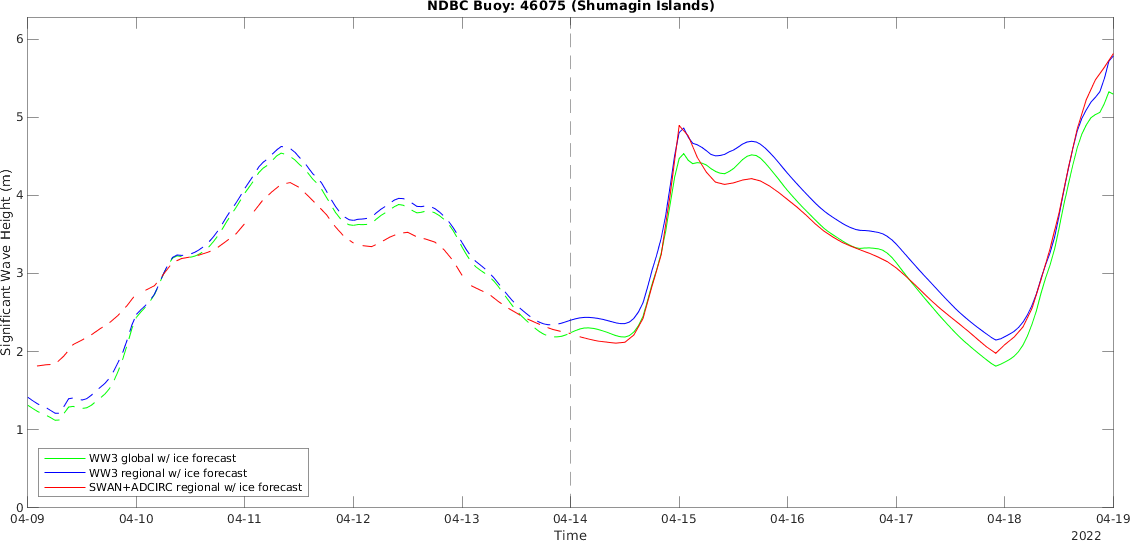 NDBC Buoy: 46075 (Shumagin Islands)
Significant Wave Height (m)
6
5
4
3
2
1
0
WW3 global w/ ice forecast
WW3 regional w/ ice forecast
SWAN+ADCIRC regional w/ ice forecast
04-09 04-10 04-11 04-12 04-13 04-14 04-15 04-16 04-17 04-18 04-19
Time
2022